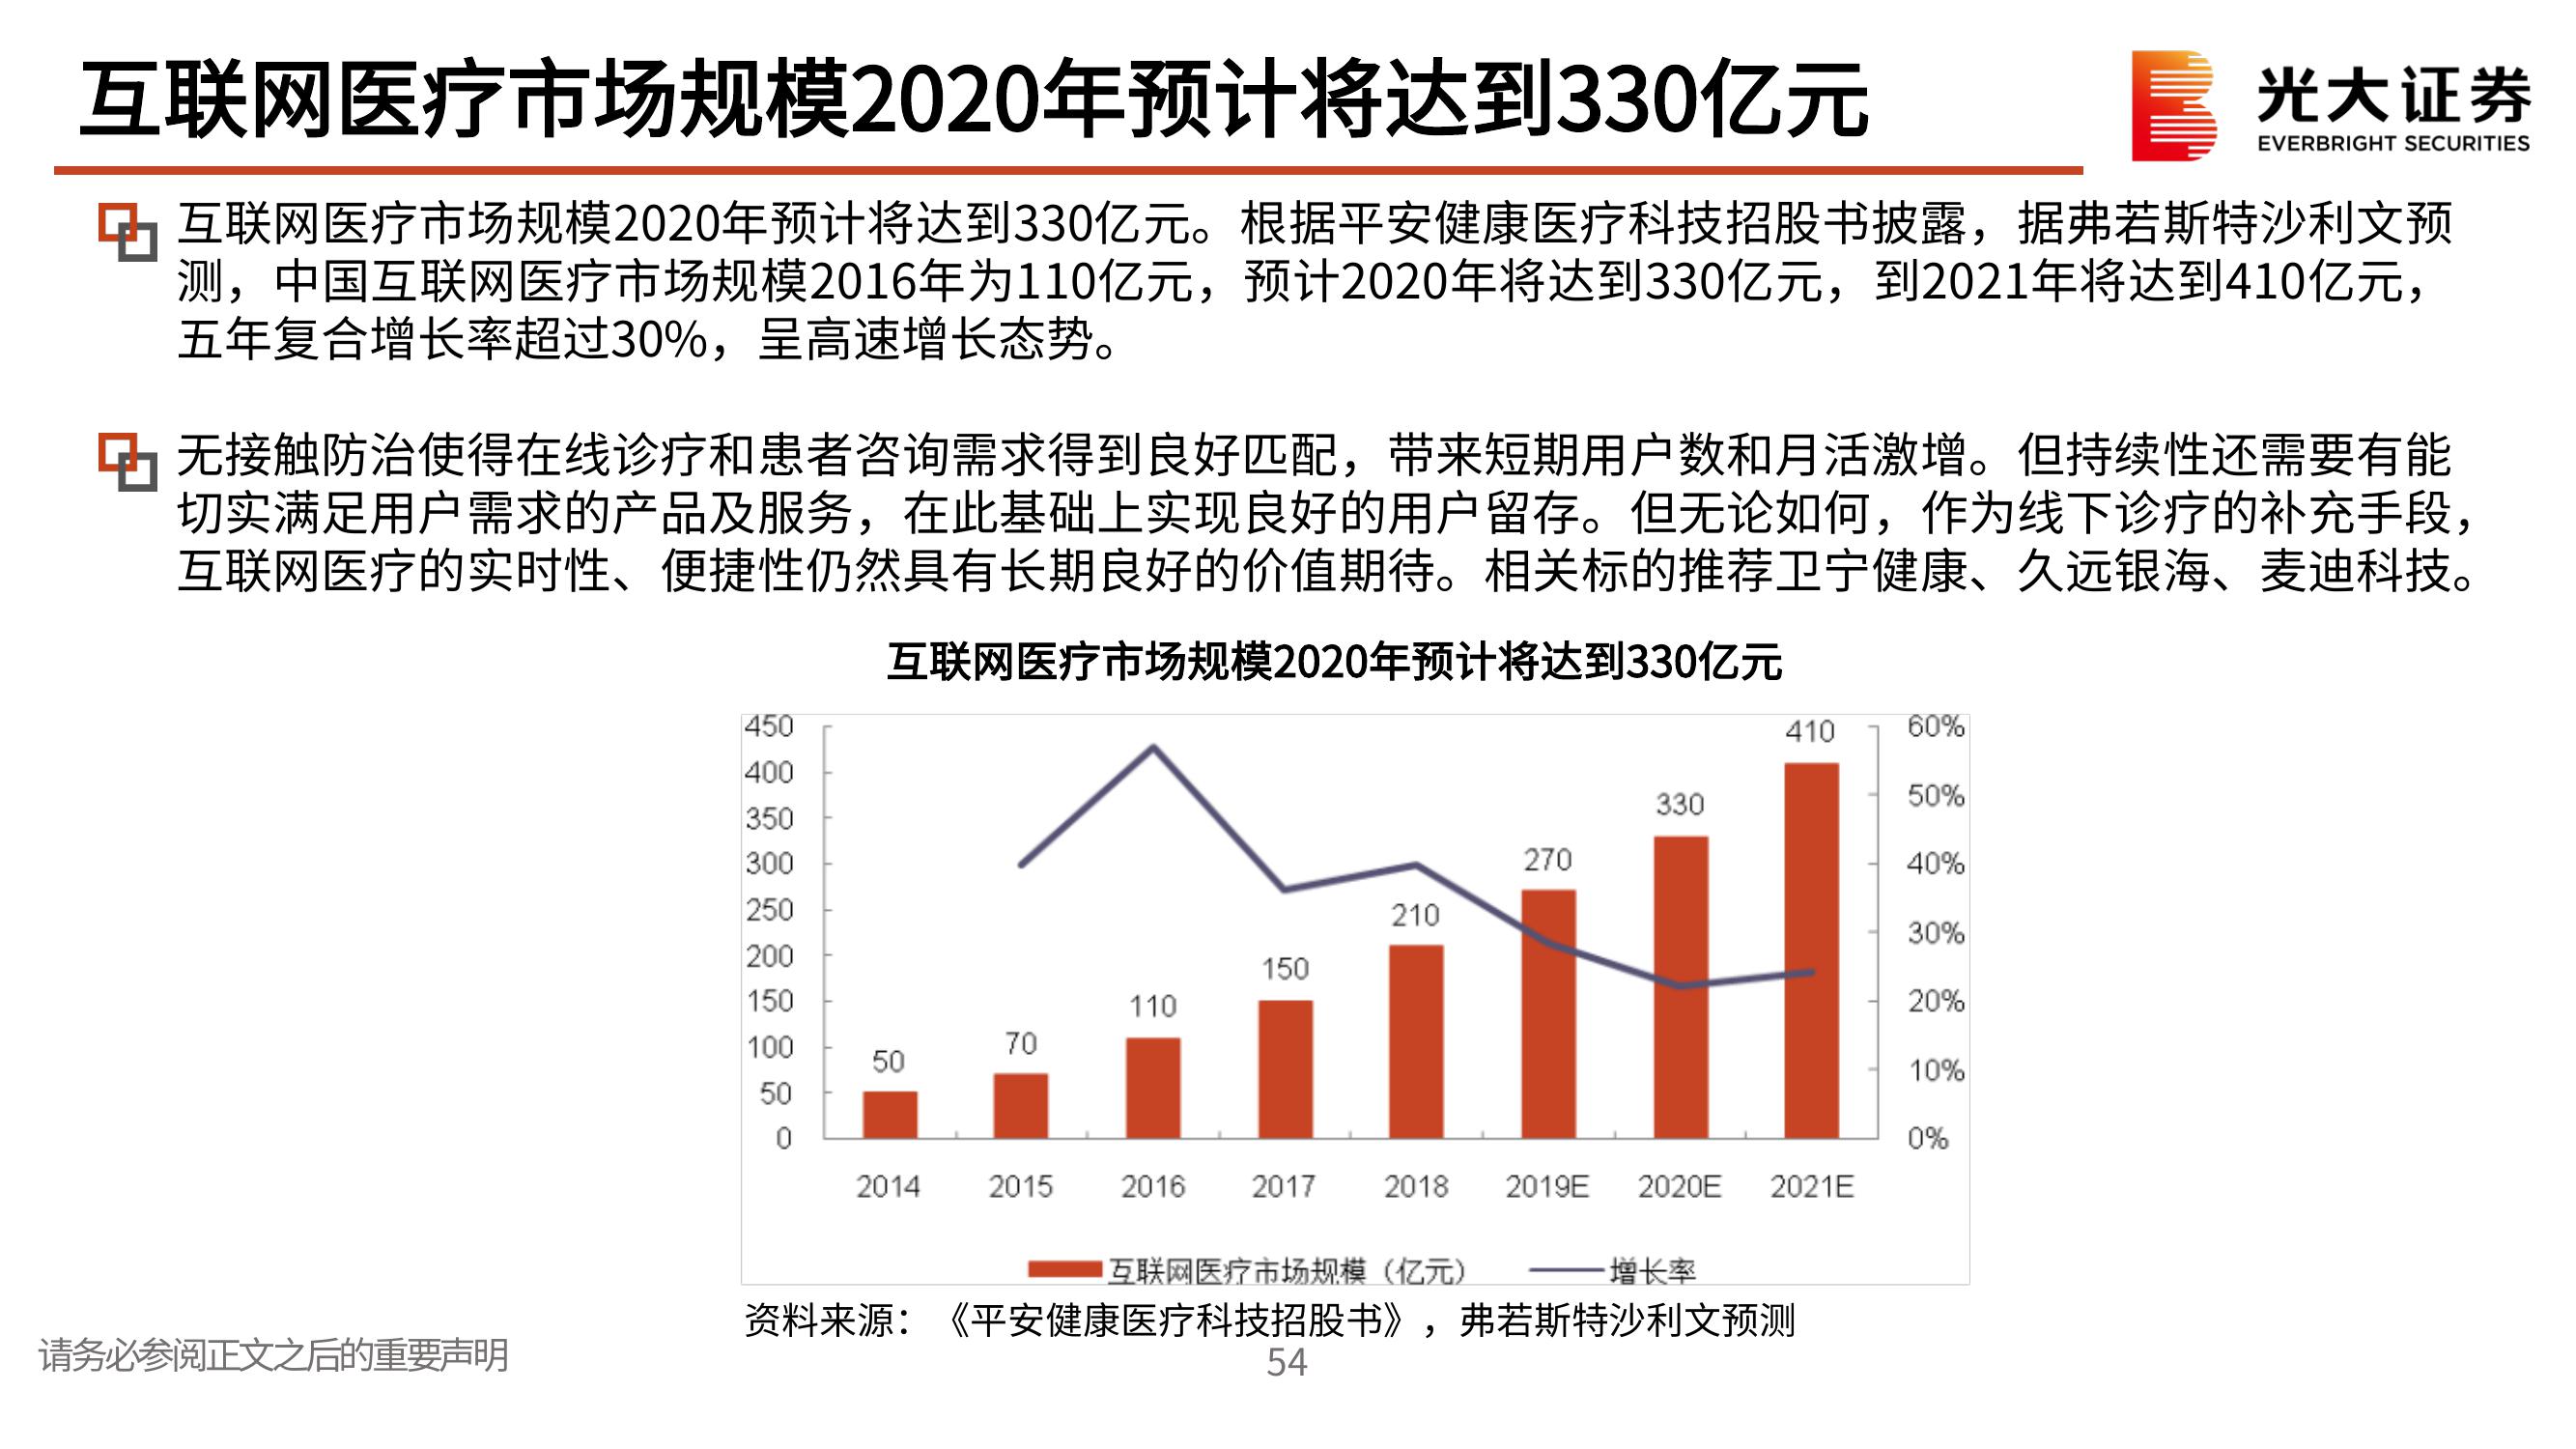 互联网医疗市场规模2020年预计将达到330亿元
光大证券
EVERBRIGHT SECURITIES
互联网医疗市场规模2020年预计将达到330亿元。根据平安健康医疗科技招股书披露，据弗若斯特沙利文预
测，中国互联网医疗市场规模2016年为110亿元，预计2020年将达到330亿元，到2021年将达到410亿元，
五年复合增长率超过30%，呈高速增长态势。
无接触防治使得在线诊疗和患者咨询需求得到良好匹配，带来短期用户数和月活激增。但持续性还需要有能
切实满足用户需求的产品及服务，在此基础上实现良好的用户留存。但无论如何，作为线下诊疗的补充手段，
互联网医疗的实时性、便捷性仍然具有长期良好的价值期待。相关标的推荐卫宁健康、久远银海、麦迪科技。
互联网医疗市场规模2020年预计将达到330亿元
450
400
350
300
250
200
150
100
50
0
50
70
110
150
210
270
330
410
60%
50%
40%
30%
20%
10%
0%
2014 2015 2016 2017 2018 2019E 2020E 2021E
互联网医疗市场规模（亿元） 增长率
资料来源：《平安健康医疗科技招股书》，弗若斯特沙利文预测
请务必参阅正文之后的重要声明
54